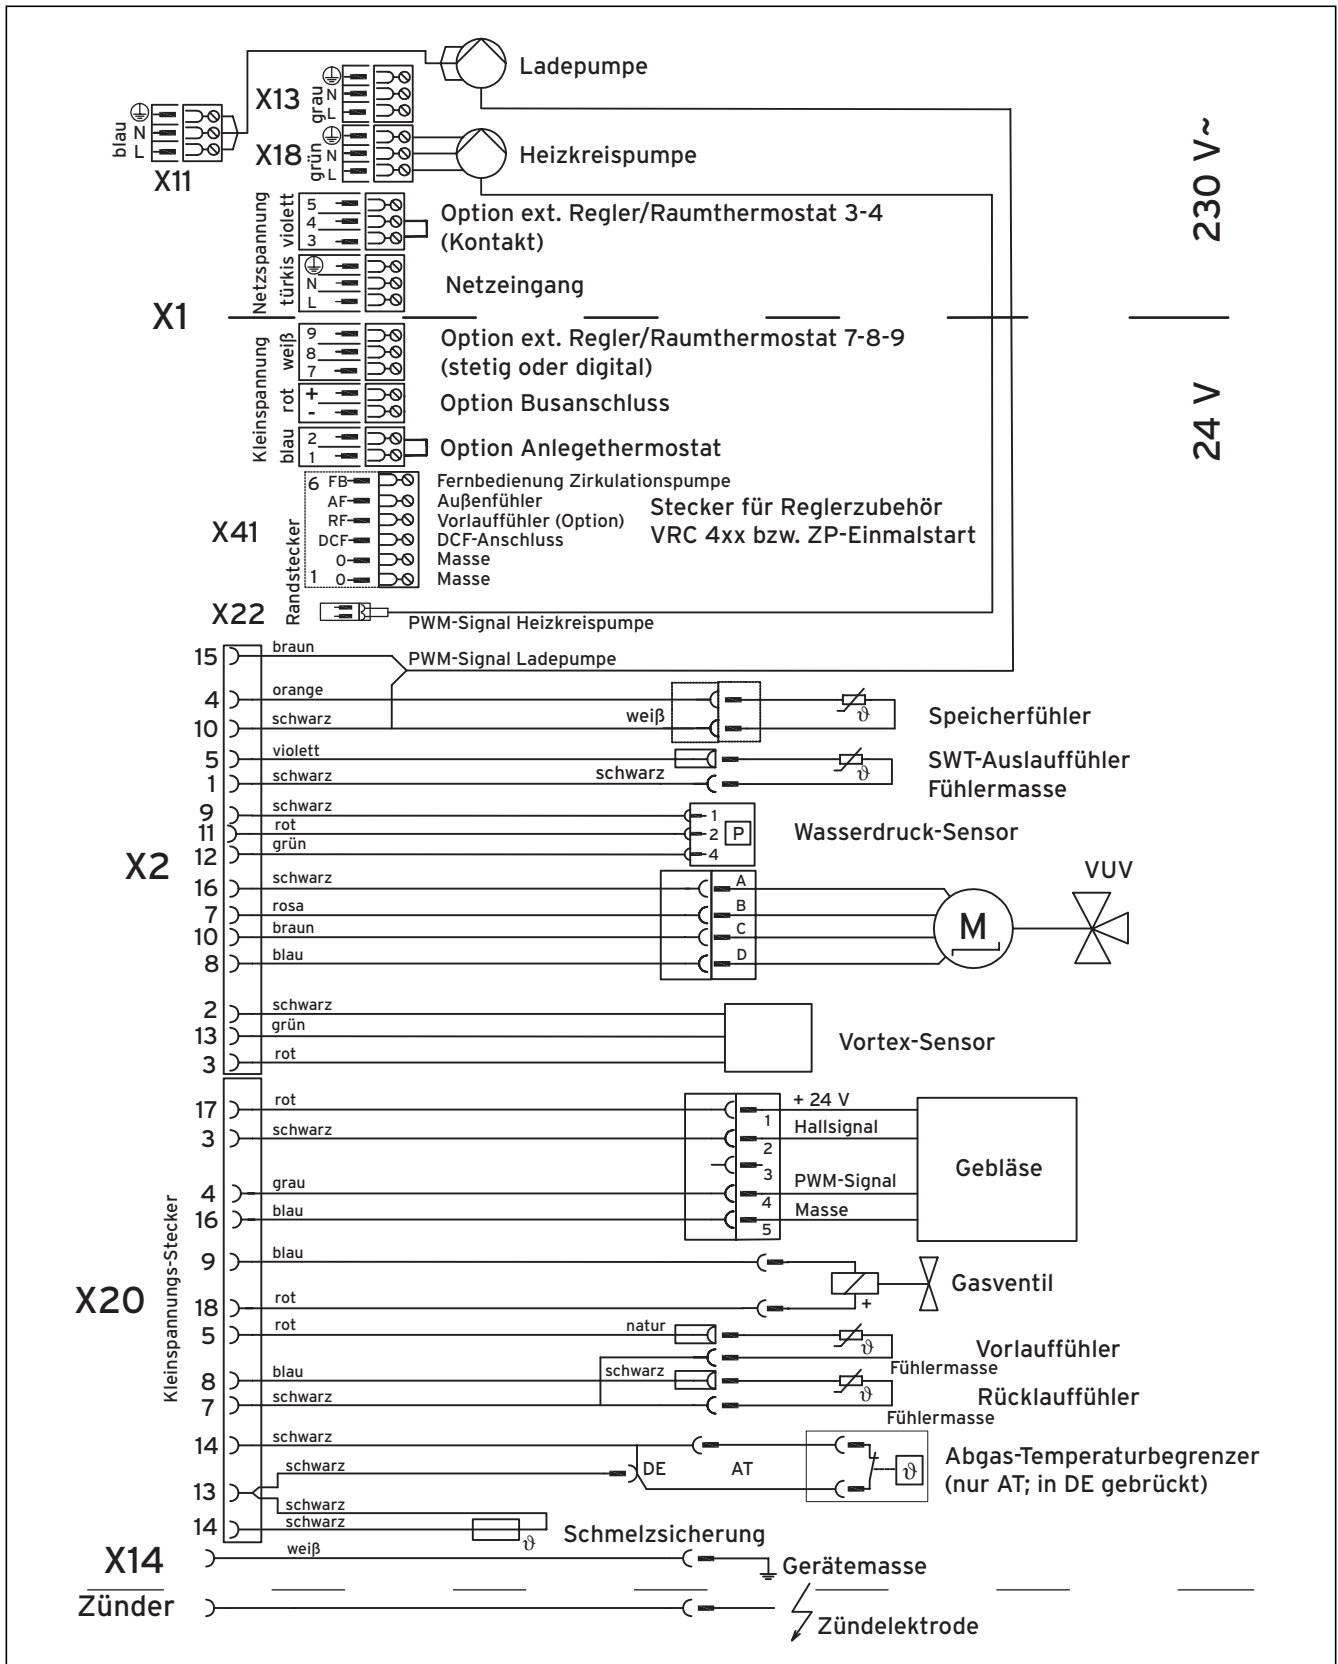 Ladepumpe
X13
grau
N
L
blau
N
L
X11
X18
grün
N
L
Heizkreispumpe
230 V~
Netzspannung
violett
5
4
3
Option ext. Regler/Raumthermostat 3-4
(Kontakt)
türkis
N
L
Netzeingang
X1
Kleinspannung
weiß
9
8
7
Option ext. Regler/Raumthermostat 7-8-9
(stetig oder digital)
24 V
rot
+
-
Option Busanschluss
blau
2
1
Option Anlegethermostat
X41
Randstecker
6 FB Fernbedienung Zirkulationspumpe
AF Außenfühler
RF Vorlauffühler (Option)
DCF DCF-Anschluss
0 Masse
1 0 Masse
Stecker für Reglerzubehör
VRC 4xx bzw. ZP-Einmalstart
X22
PWM-Signal Heizkreispumpe
X2
15 braun PWM-Signal Ladepumpe
4 orange
10 schwarz weiß
Speicherfühler
5 violett
1 schwarz schwarz
SWT-Auslauffühler
Fühlermasse
9 schwarz 1
11 rot 2 P
12 grün 4
Wasserdruck-Sensor
16 schwarz A
7 rosa B
10 braun C
8 blau D
M
VUV
2 schwarz
13 grün
3 rot
Vortex-Sensor
X20
Kleinspannungs-Stecker
17 rot 1 + 24 V
3 schwarz 2 Hallsignal
3
4 grau 4 PWM-Signal
16 blau 5 Masse
Gebläse
9 blau
18 rot +
Gasventil
5 rot natur ϑ
Vorlauffühler
Fühlermasse
8 blau schwarz ϑ
7 schwarz
Rücklauffühler
Fühlermasse
14 schwarz
schwarz DE AT ϑ
Abgas-Temperaturbegrenzer
(nur AT; in DE gebrückt)
13
schwarz
14 schwarz ϑ
Schmelzsicherung
X14 weiß
Gerätemasse
Zünder
Zündelektrode